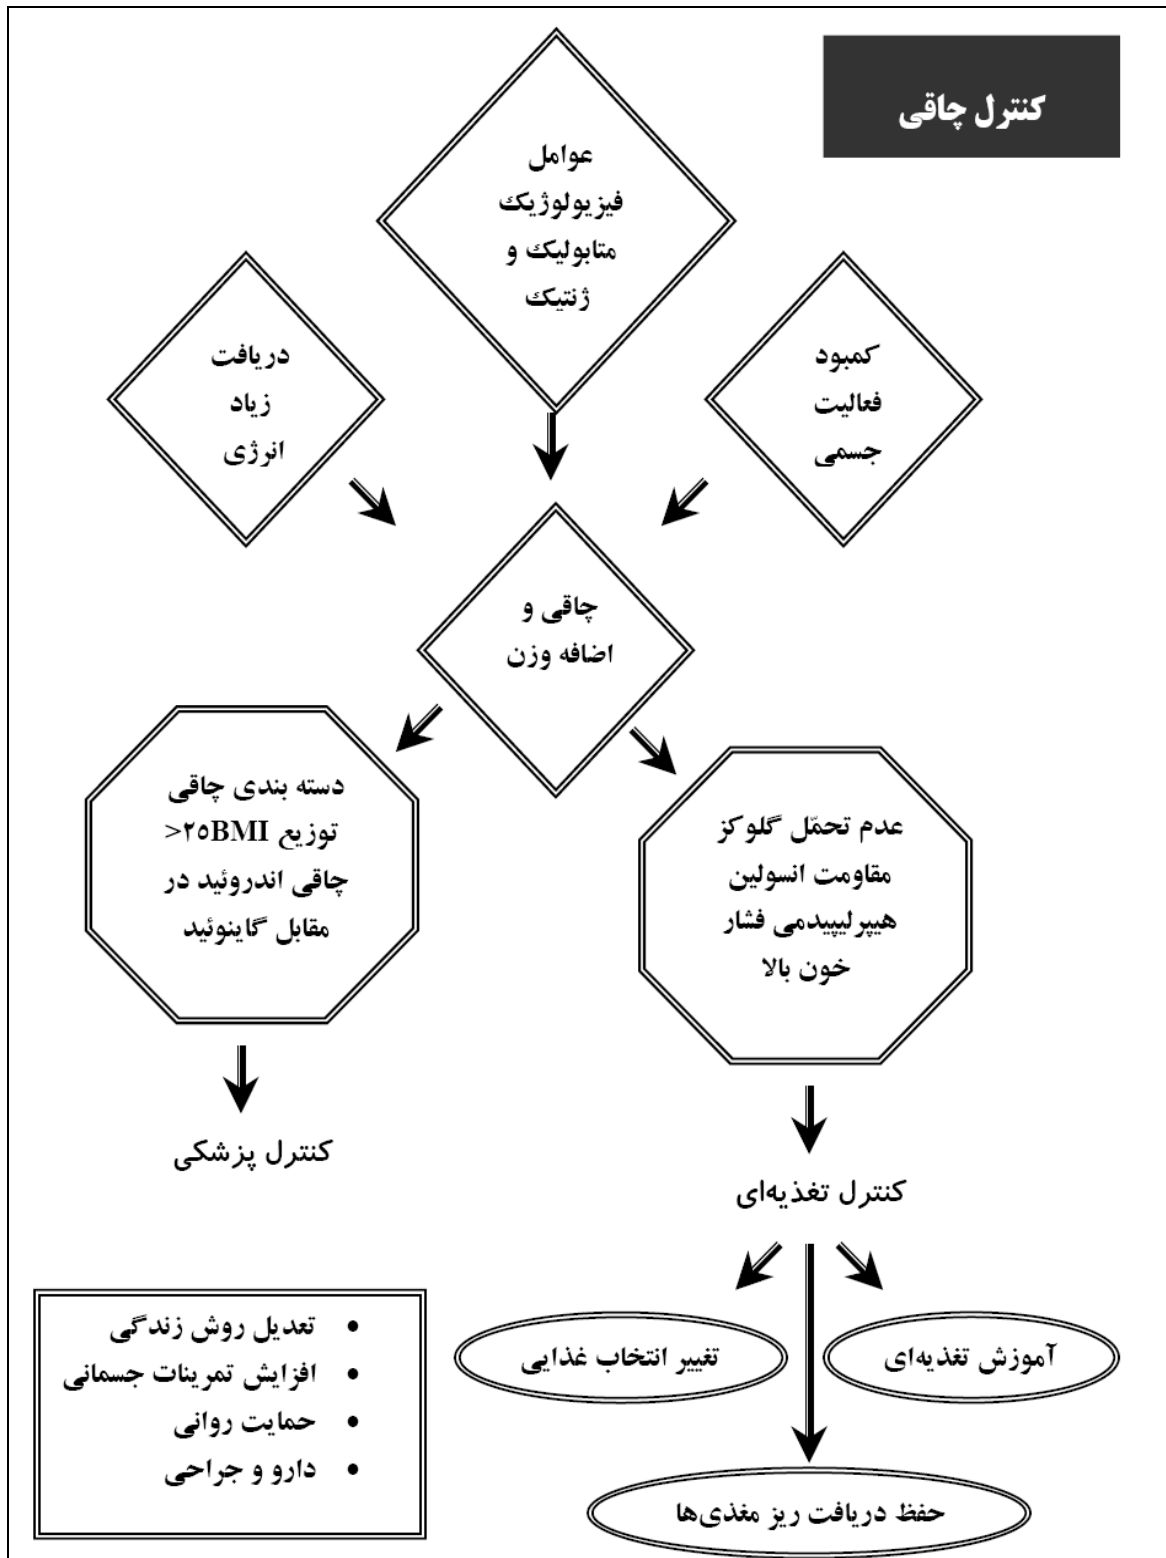 کنترل چاقی
عوامل
فیزیولوژیک
متابولیک و
ژنتیک
کمبود
فعالیت
جسمی
دریافت
زیاد
انرژی
چاقی و
اضافه وزن
عدم تحمّل گلوکز
مقاومت انسولین
هیپرلیپیدمی فشار
خون بالا
دسته بندی چاقی
توزیع ٢٥BMI<
چاقی اندروئید در
مقابل گاینوئید
کنترل پزشکی
کنترل تغذیه‌ای
آموزش تغذیه‌ای
تغییر انتخاب غذایی
حفظ دریافت ریز مغذی‌ها
• تعدیل روش زندگی
• افزایش تمرینات جسمانی
• حمایت روانی
• دارو و جراحی